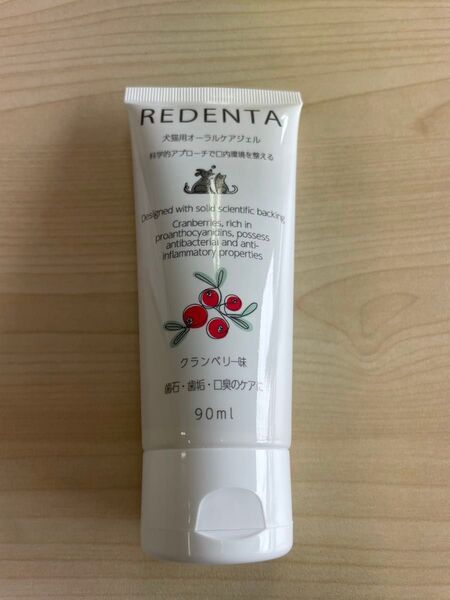 REDENTA
犬猫用オーラルケアジェル
科学的アプローチで口内環境を整える
Designed with solid scientific backing.
Cranberries, rich in
proanthocyanidins, possess
antibacterial and anti-
inflammatory properties
クランベリー味
歯石・歯垢・口臭のケアに
90ml